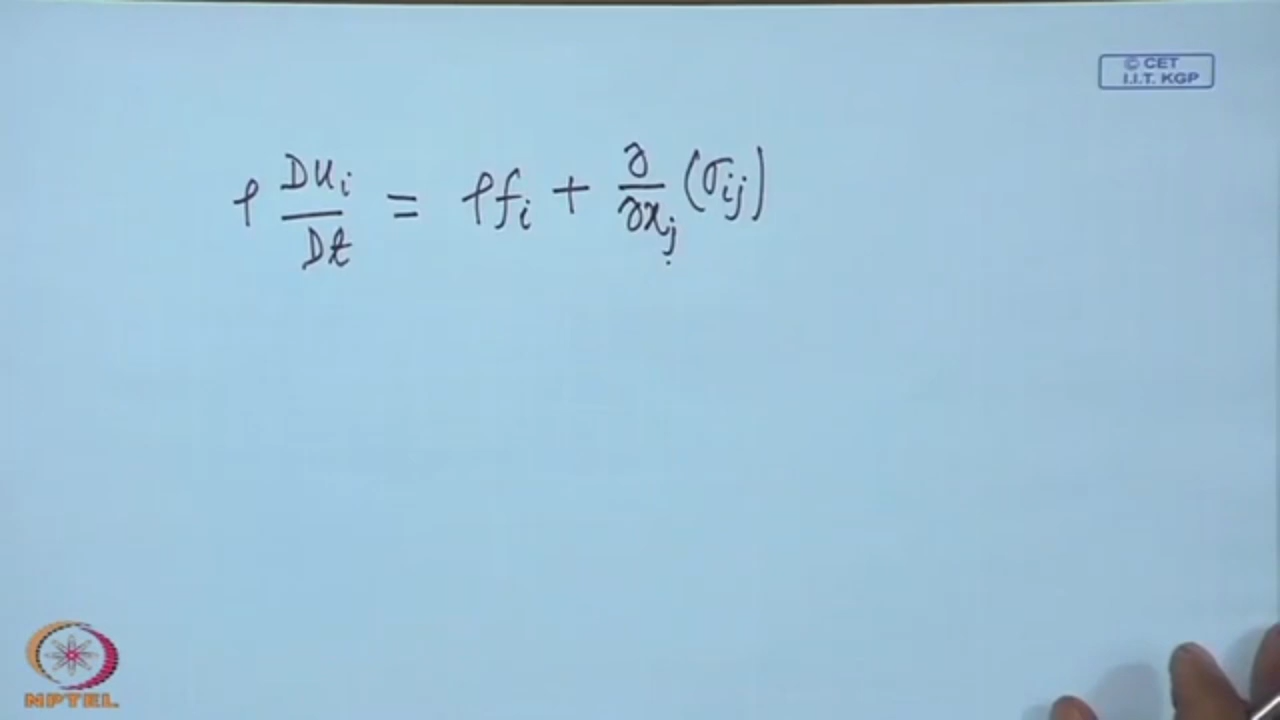 © CET
I.I.T. KGP
ρ Du_i/Dt = ρf_i + ∂/∂x_j (σ_ij)
NPTEL